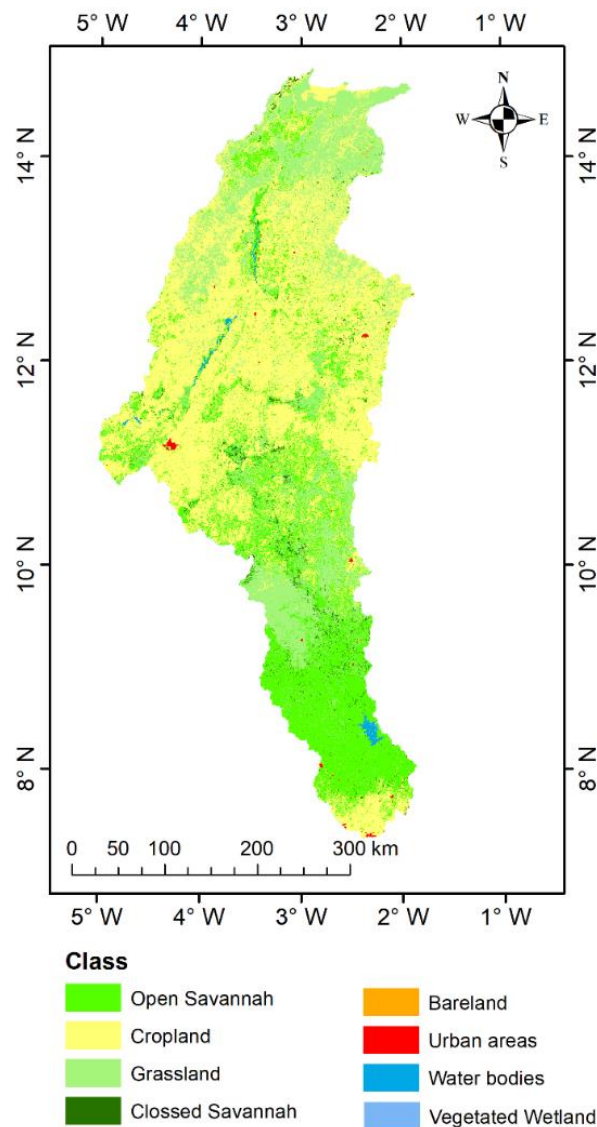 5° W 4° W 3° W 2° W 1° W
N
W E
S
14° N 14° N
12° N 12° N
10° N 10° N
8° N 8° N
0 50 100 200 300 km
5° W 4° W 3° W 2° W 1° W
Class
Open Savannah
Cropland
Grassland
Clossed Savannah
Bareland
Urban areas
Water bodies
Vegetated Wetland